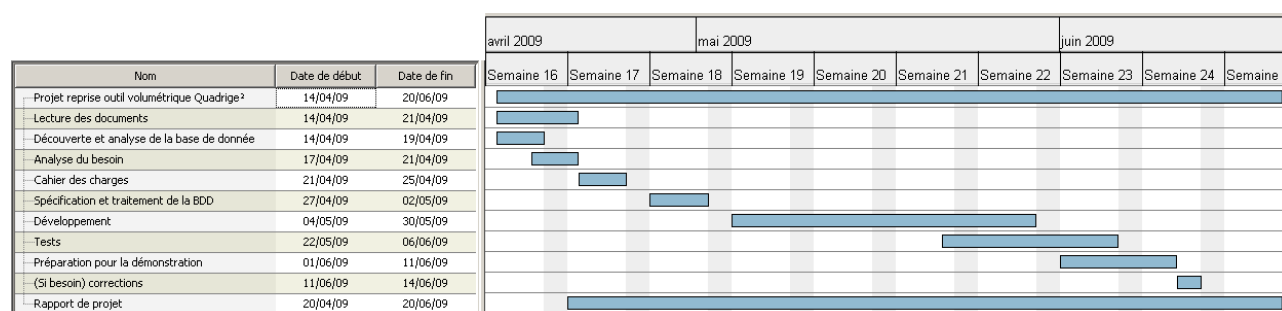 avril 2009 mai 2009 juin 2009
Nom Date de début Date de fin Semaine 16 Semaine 17 Semaine 18 Semaine 19 Semaine 20 Semaine 21 Semaine 22 Semaine 23 Semaine 24 Semaine
Projet reprise outil volumétrique Quadrige² 14/04/09 20/06/09
Lecture des documents 14/04/09 21/04/09
Découverte et analyse de la base de donnée 14/04/09 19/04/09
Analyse du besoin 17/04/09 21/04/09
Cahier des charges 21/04/09 25/04/09
Spécification et traitement de la BDD 27/04/09 02/05/09
Développement 04/05/09 30/05/09
Tests 22/05/09 06/06/09
Préparation pour la démonstration 01/06/09 11/06/09
(Si besoin) corrections 11/06/09 14/06/09
Rapport de projet 20/04/09 20/06/09